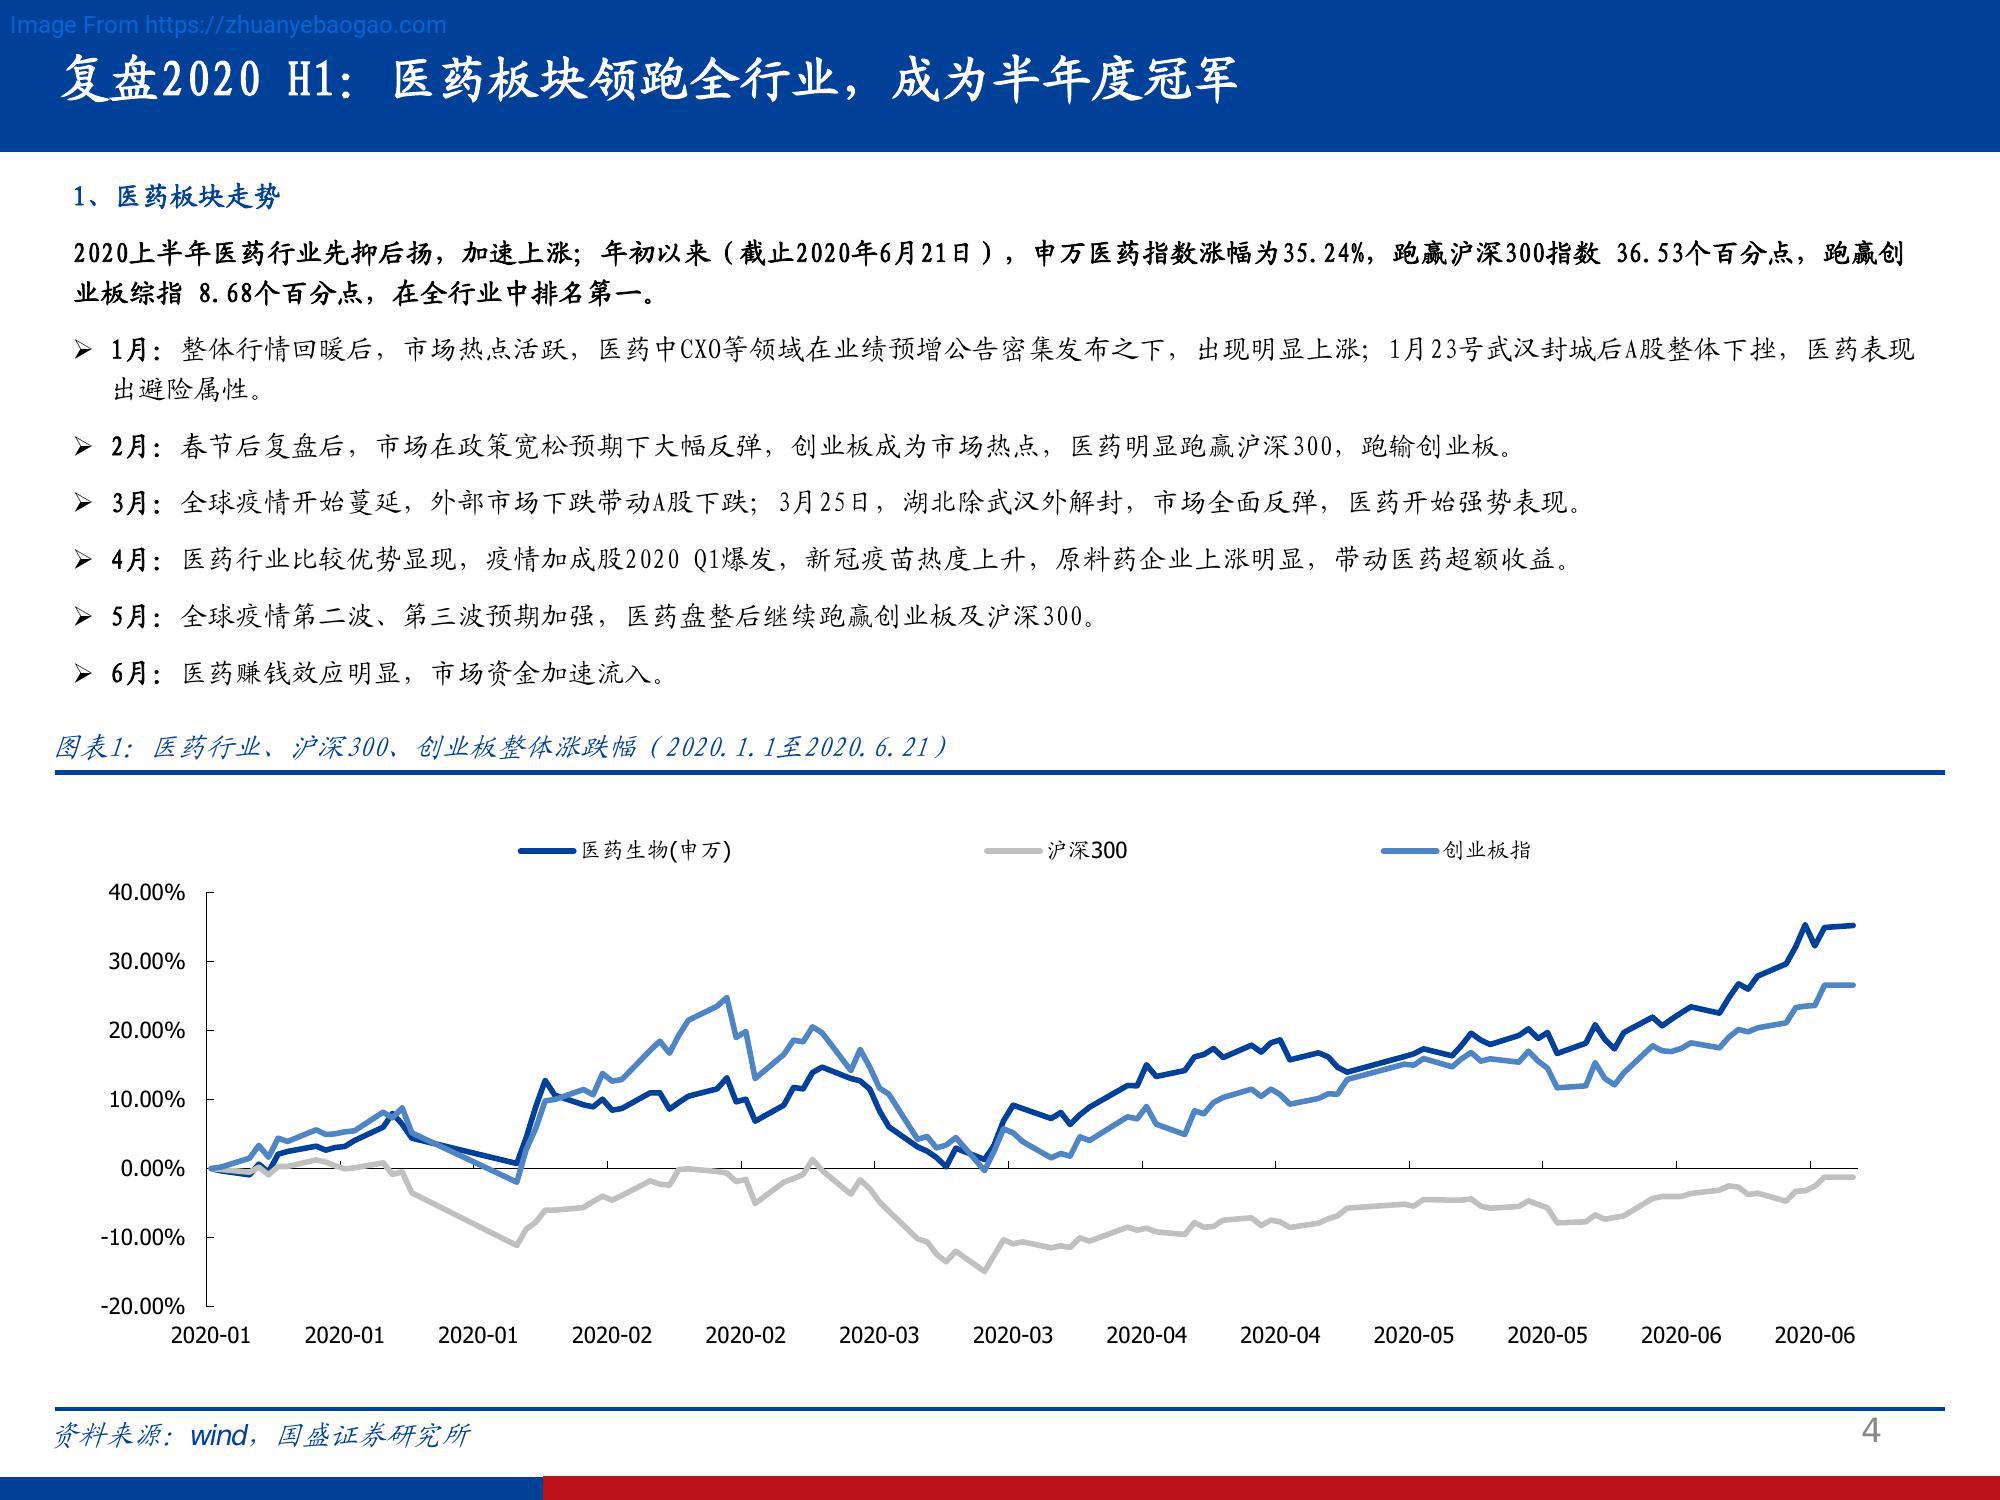 Image From https://zhuanyebaogao.com
复盘2020 H1：医药板块领跑全行业，成为半年度冠军
1、医药板块走势
2020上半年医药行业先抑后扬，加速上涨；年初以来（截止2020年6月21日），申万医药指数涨幅为35.24%，跑赢沪深300指数 36.53个百分点，跑赢创
业板综指 8.68个百分点，在全行业中排名第一。
➢ 1月：整体行情回暖后，市场热点活跃，医药中CXO等领域在业绩预增公告密集发布之下，出现明显上涨；1月23号武汉封城后A股整体下挫，医药表现
出避险属性。
➢ 2月：春节后复盘后，市场在政策宽松预期下大幅反弹，创业板成为市场热点，医药明显跑赢沪深300，跑输创业板。
➢ 3月：全球疫情开始蔓延，外部市场下跌带动A股下跌；3月25日，湖北除武汉外解封，市场全面反弹，医药开始强势表现。
➢ 4月：医药行业比较优势显现，疫情加成股2020 Q1爆发，新冠疫苗热度上升，原料药企业上涨明显，带动医药超额收益。
➢ 5月：全球疫情第二波、第三波预期加强，医药盘整后继续跑赢创业板及沪深300。
➢ 6月：医药赚钱效应明显，市场资金加速流入。
图表1：医药行业、沪深300、创业板整体涨跌幅（2020.1.1至2020.6.21）
医药生物(申万) 沪深300 创业板指
40.00%
30.00%
20.00%
10.00%
0.00%
-10.00%
-20.00%
2020-01 2020-01 2020-01 2020-02 2020-02 2020-03 2020-03 2020-04 2020-04 2020-05 2020-05 2020-06 2020-06
资料来源：wind，国盛证券研究所
4